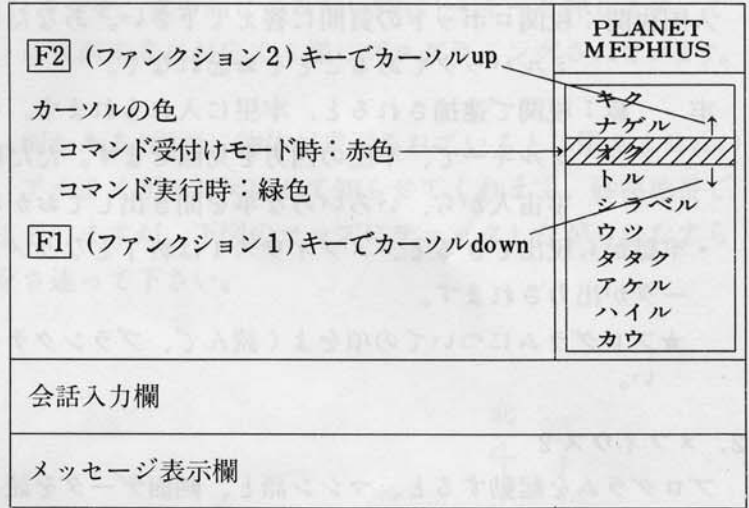 PLANET
MEPHIUS
F2 (ファンクション2)キーでカーソルup
カーソルの色
コマンド受付けモード時：赤色
コマンド実行時：緑色
F1 (ファンクション1)キーでカーソルdown
キク
ナゲル ↑
オク
トル ↓
シラベル
ウツ
タタク
アケル
ハイル
カウ
会話入力欄
メッセージ表示欄